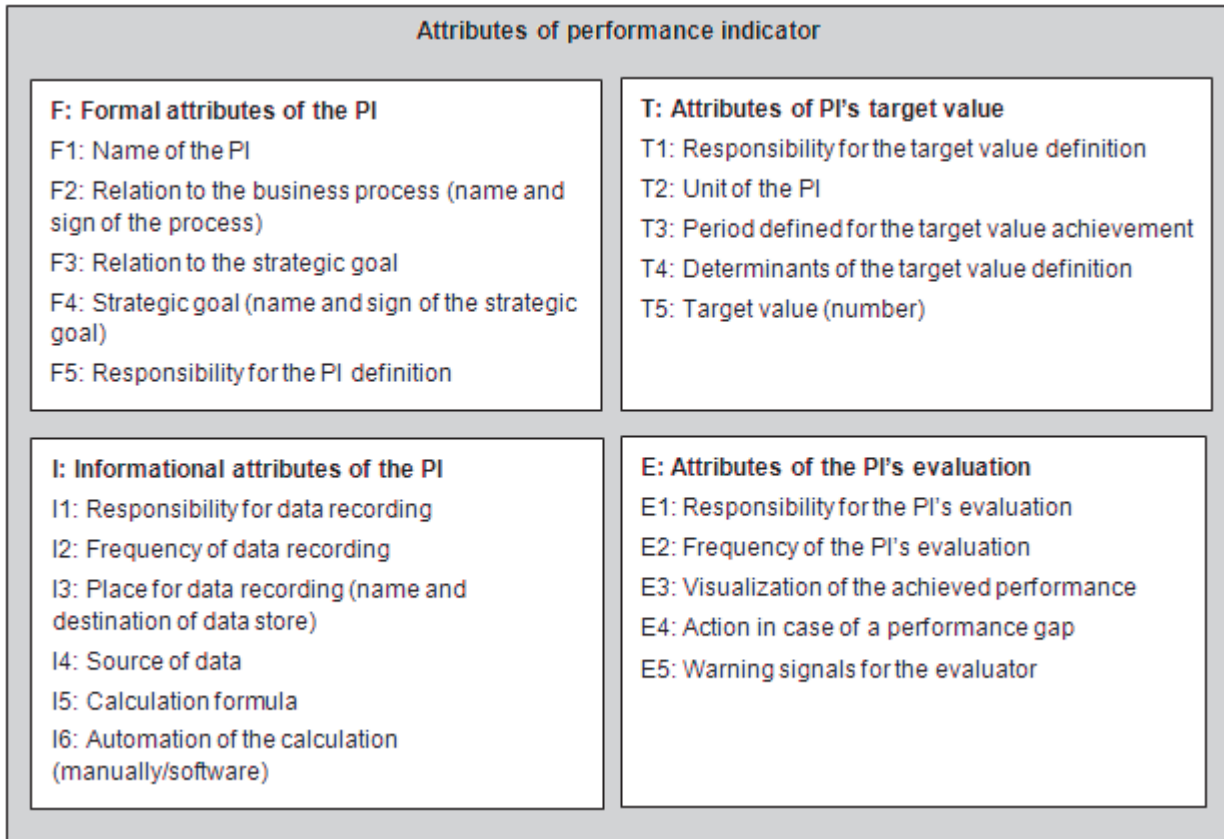 Attributes of performance indicator
F: Formal attributes of the PI
F1: Name of the PI
F2: Relation to the business process (name and
sign of the process)
F3: Relation to the strategic goal
F4: Strategic goal (name and sign of the strategic
goal)
F5: Responsibility for the PI definition
T: Attributes of PI's target value
T1: Responsibility for the target value definition
T2: Unit of the PI
T3: Period defined for the target value achievement
T4: Determinants of the target value definition
T5: Target value (number)
I: Informational attributes of the PI
I1: Responsibility for data recording
I2: Frequency of data recording
I3: Place for data recording (name and
destination of data store)
I4: Source of data
I5: Calculation formula
I6: Automation of the calculation
(manually/software)
E: Attributes of the PI's evaluation
E1: Responsibility for the PI's evaluation
E2: Frequency of the PI's evaluation
E3: Visualization of the achieved performance
E4: Action in case of a performance gap
E5: Warning signals for the evaluator